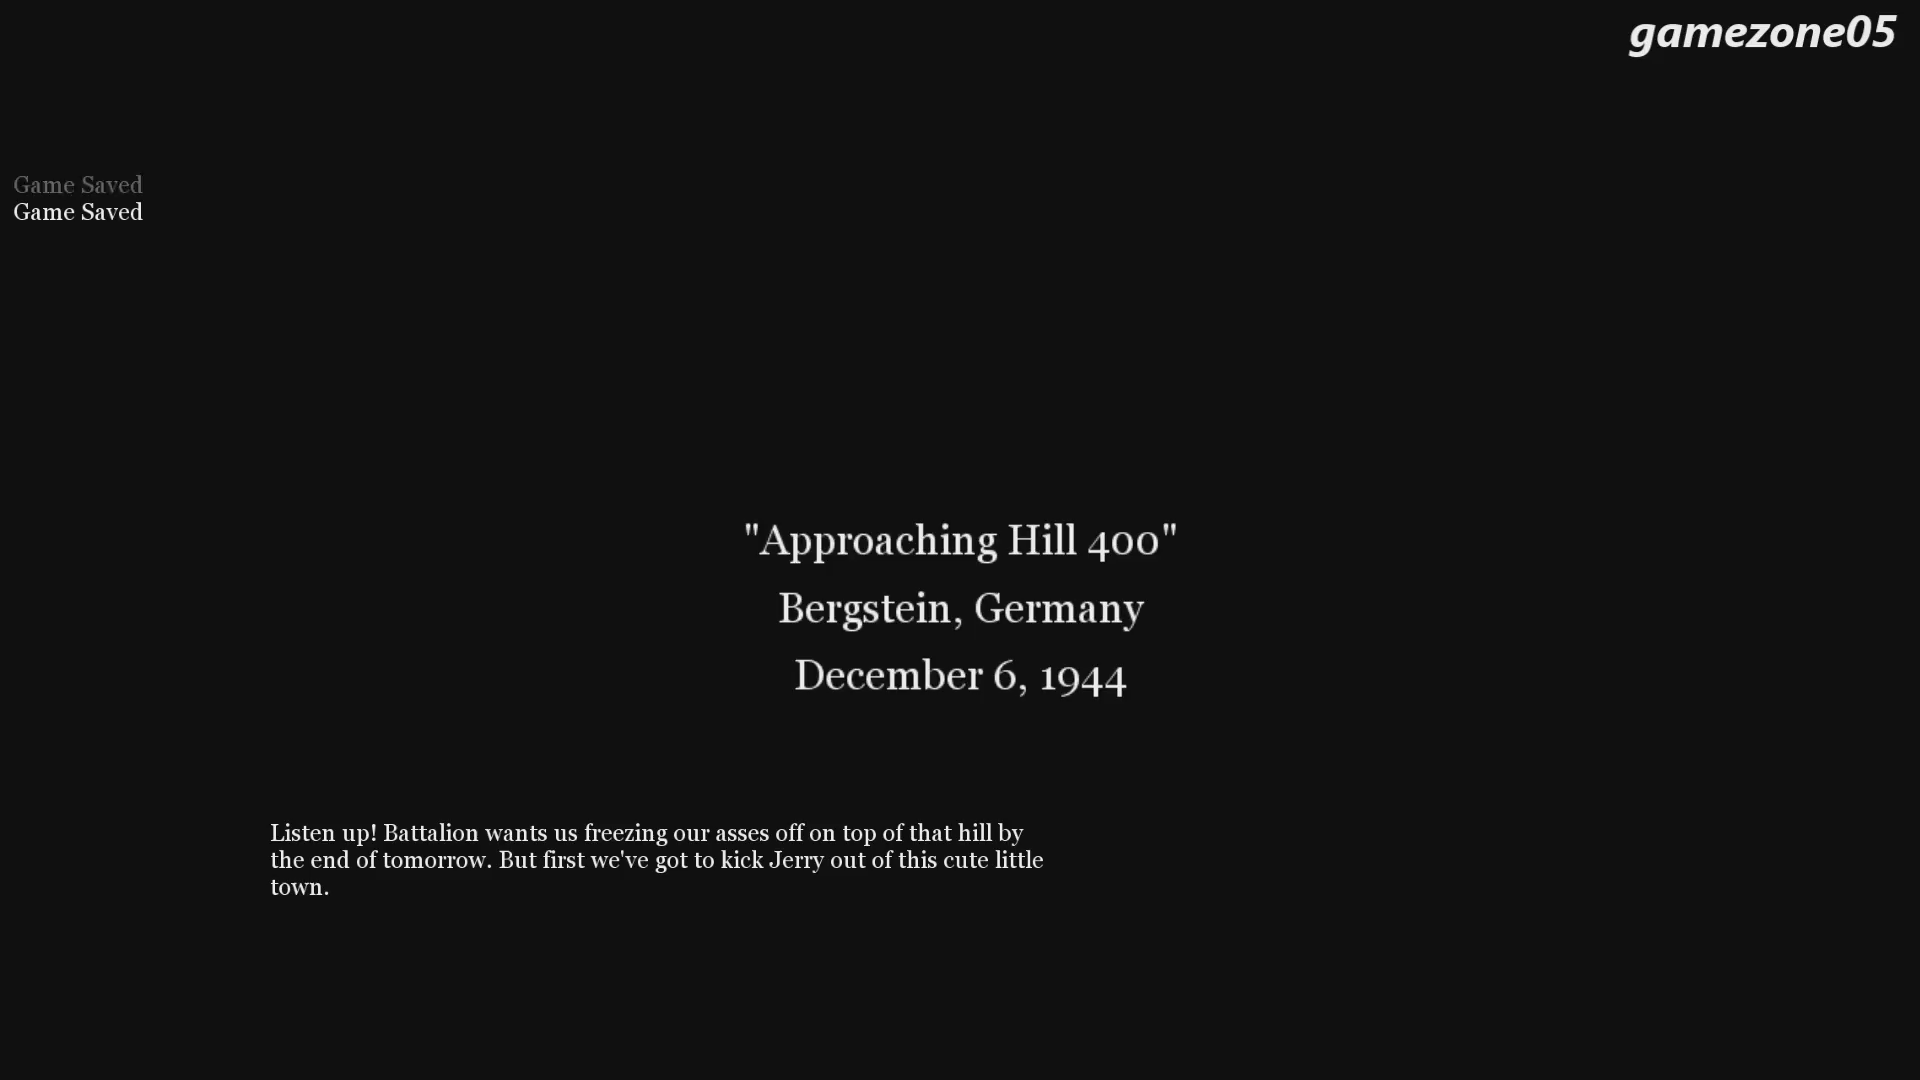 gamezone05
Game Saved
Game Saved
"Approaching Hill 400"
Bergstein, Germany
December 6, 1944
Listen up! Battalion wants us freezing our asses off on top of that hill by
the end of tomorrow. But first we've got to kick Jerry out of this cute little
town.